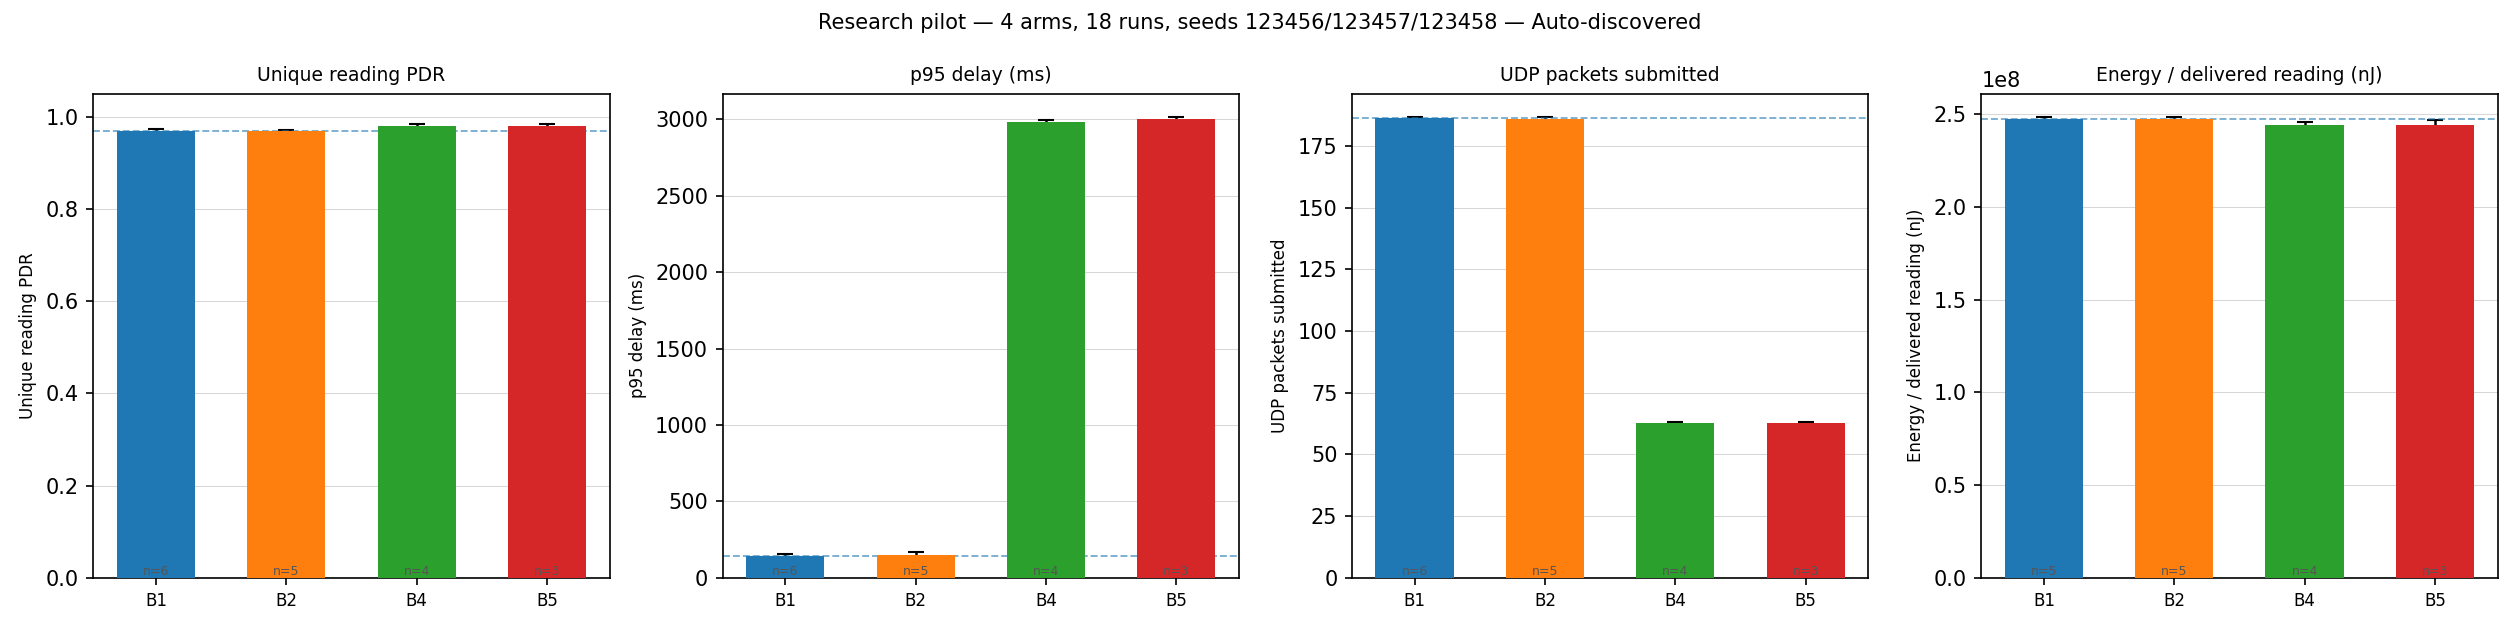 Research pilot — 4 arms, 18 runs, seeds 123456/123457/123458 — Auto-discovered
Unique reading PDR
Unique reading PDR
1.0
0.8
0.6
0.4
0.2
0.0
n=6
n=5
n=4
n=3
B1
B2
B4
B5
p95 delay (ms)
p95 delay (ms)
3000
2500
2000
1500
1000
500
0
n=6
n=5
n=4
n=3
B1
B2
B4
B5
UDP packets submitted
UDP packets submitted
175
150
125
100
75
50
25
0
n=6
n=5
n=4
n=3
B1
B2
B4
B5
Energy / delivered reading (nJ)
1e8
Energy / delivered reading (nJ)
2.5
2.0
1.5
1.0
0.5
0.0
n=5
n=5
n=4
n=3
B1
B2
B4
B5